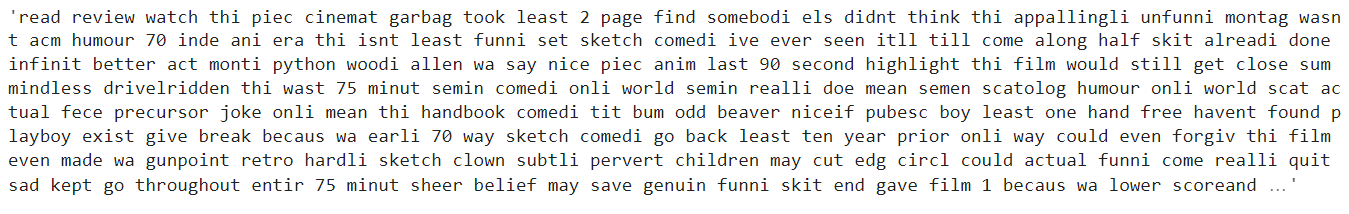 'read review watch thi piec cinemat garbag took least 2 page find somebodi els didnt think thi appallingli unfunni montag wasn
t acm humour 70 inde ani era thi isnt least funni set sketch comedi ive ever seen itll till come along half skit alreadi done
infinit better act monti python woodi allen wa say nice piec anim last 90 second highlight thi film would still get close sum
mindless drivelridden thi wast 75 minut semin comedi onli world semin realli doe mean semen scatolog humour onli world scat ac
tual fece precursor joke onli mean thi handbook comedi tit bum odd beaver niceif pubesc boy least one hand free havent found p
layboy exist give break becaus wa earli 70 way sketch comedi go back least ten year prior onli way could even forgiv thi film
even made wa gunpoint retro hardli sketch clown subtli pervert children may cut edg circl could actual funni come realli quit
sad kept go throughout entir 75 minut sheer belief may save genuin funni skit end gave film 1 becaus wa lower scoreand ...'